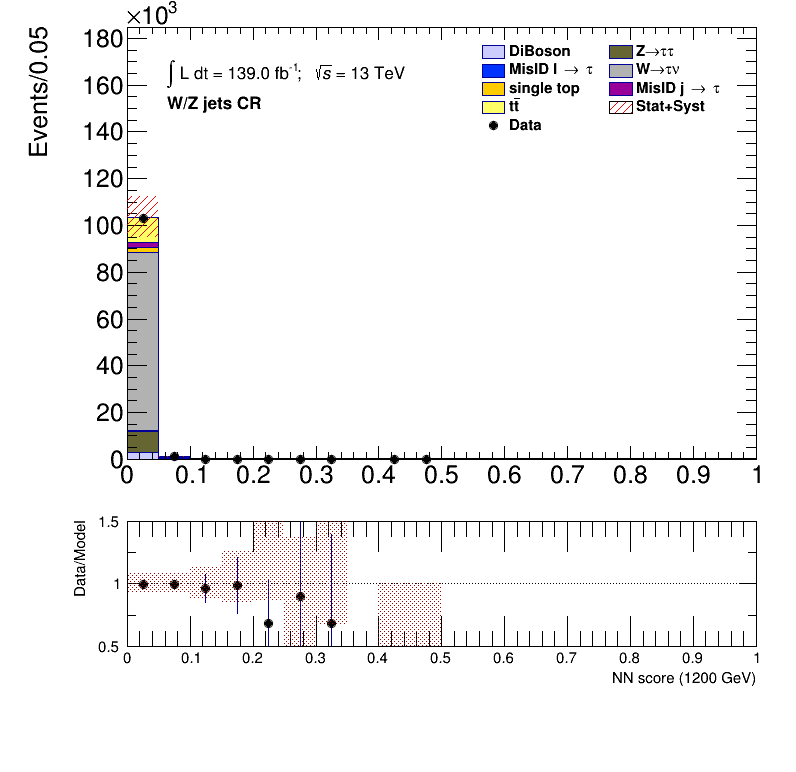 ×10³
Events/0.05
180
160
140
120
100
80
60
40
20
0
∫ L dt = 139.0 fb⁻¹; √s = 13 TeV
W/Z jets CR
DiBoson
MisID l → τ
single top
tt̄
Data
Z→ττ
W→τν
MisID j → τ
Stat+Syst
0 0.1 0.2 0.3 0.4 0.5 0.6 0.7 0.8 0.9 1
Data/Model
1.5
1
0.5
0 0.1 0.2 0.3 0.4 0.5 0.6 0.7 0.8 0.9 1
NN score (1200 GeV)